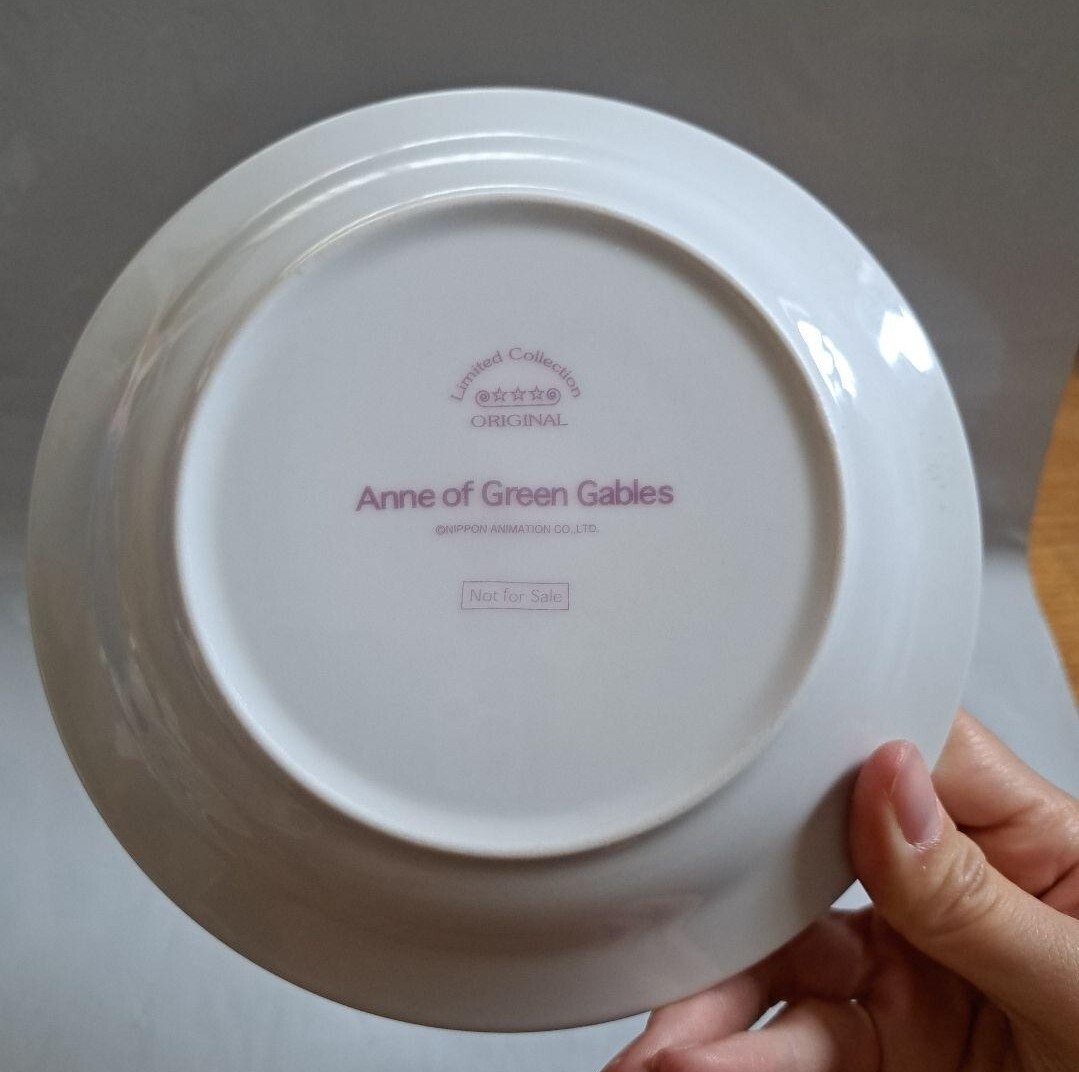 Limited Collection
☆☆☆
ORIGINAL
Anne of Green Gables
©NIPPON ANIMATION CO.,LTD.
Not for Sale